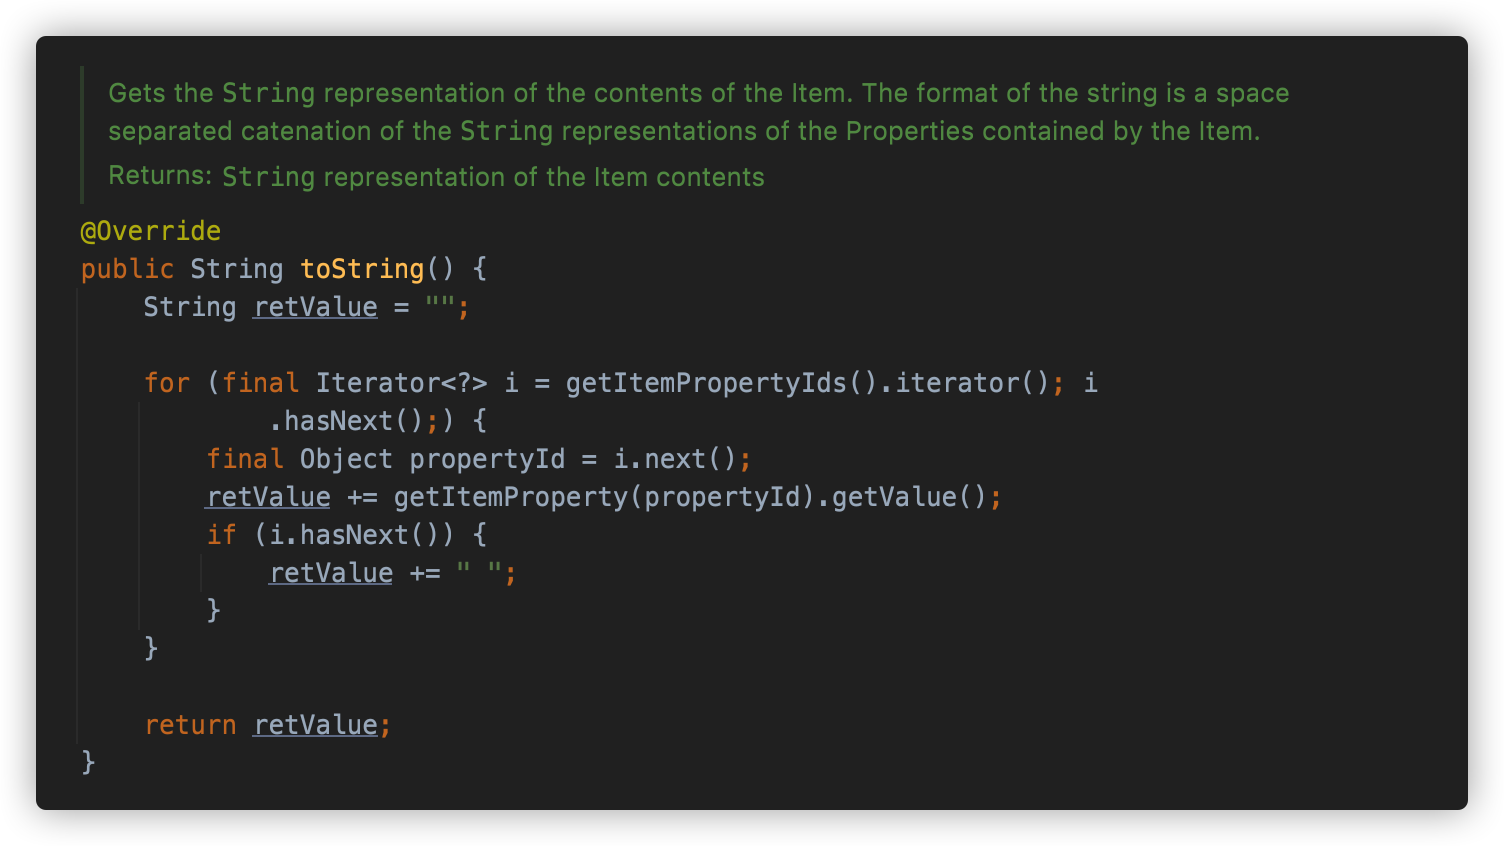 Gets the String representation of the contents of the Item. The format of the string is a space
separated catenation of the String representations of the Properties contained by the Item.
Returns: String representation of the Item contents
@Override
public String toString() {
    String retValue = "";

    for (final Iterator<?> i = getItemPropertyIds().iterator(); i
            .hasNext();) {
        final Object propertyId = i.next();
        retValue += getItemProperty(propertyId).getValue();
        if (i.hasNext()) {
            retValue += " ";
        }
    }

    return retValue;
}